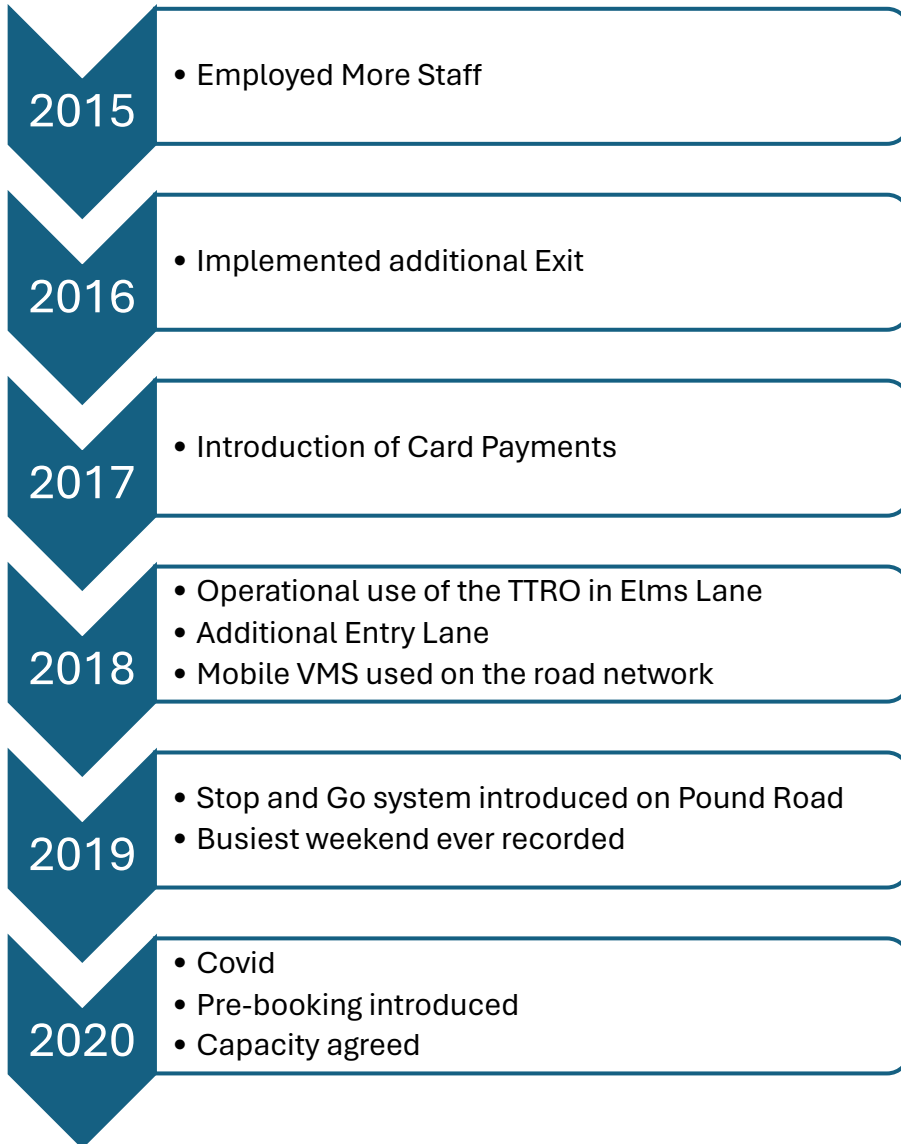 2015
• Employed More Staff
2016
• Implemented additional Exit
2017
• Introduction of Card Payments
2018
• Operational use of the TTRO in Elms Lane
• Additional Entry Lane
• Mobile VMS used on the road network
2019
• Stop and Go system introduced on Pound Road
• Busiest weekend ever recorded
2020
• Covid
• Pre-booking introduced
• Capacity agreed